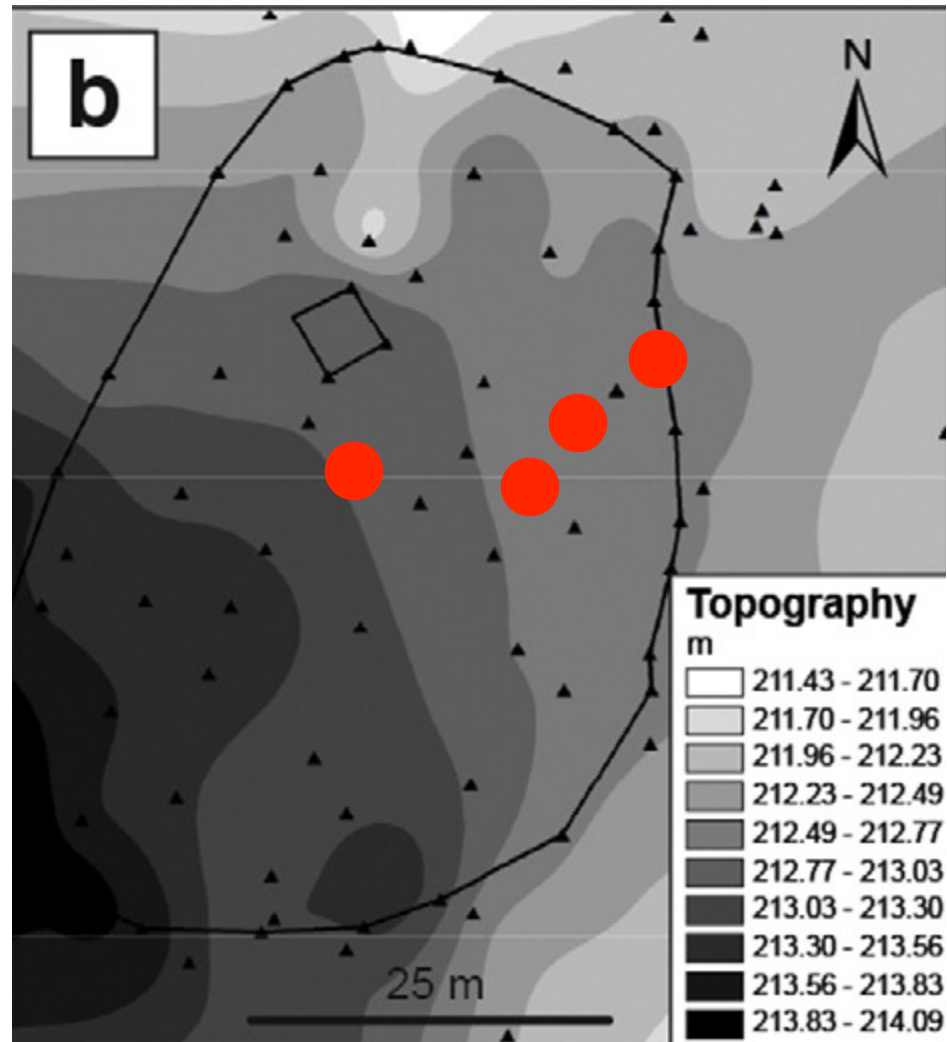 b
N
Topography
m
211.43 - 211.70
211.70 - 211.96
211.96 - 212.23
212.23 - 212.49
212.49 - 212.77
212.77 - 213.03
213.03 - 213.30
213.30 - 213.56
213.56 - 213.83
213.83 - 214.09
25 m